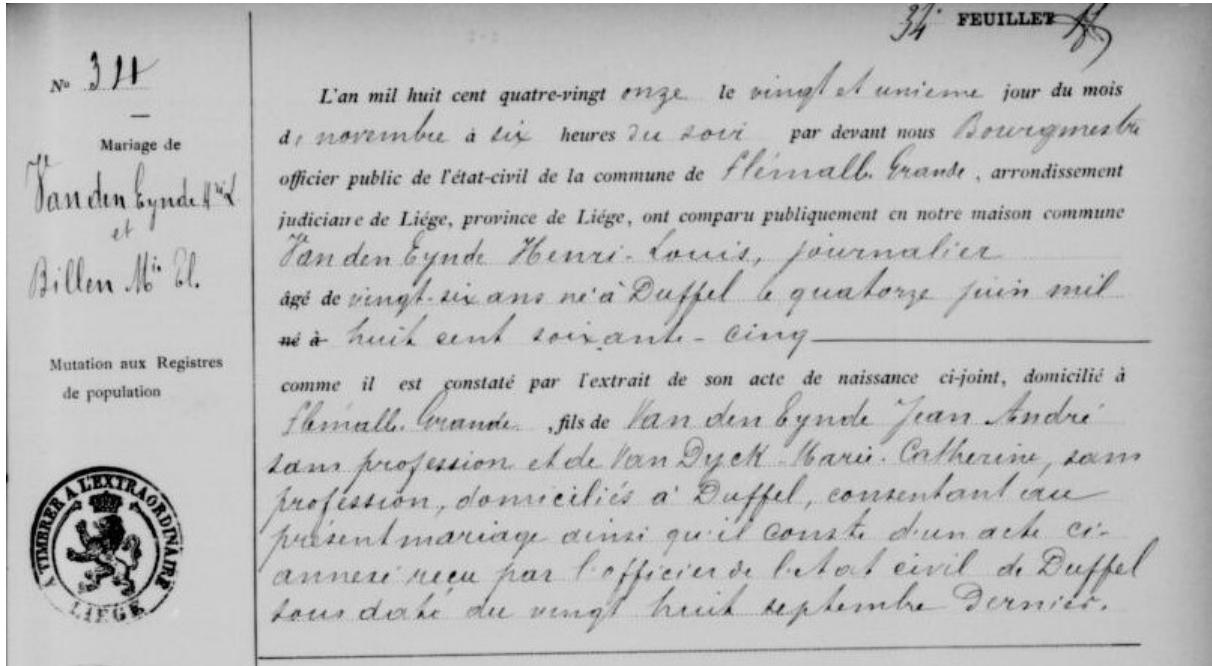 34e FEUILLET
No 34
Mariage de
Van den Eynde Hri L
et
Billen Mie El.
Mutation aux Registres
de population
A TIMBRER A L'EXTRAORDINAIRE
LIEGE
L'an mil huit cent quatre-vingt onze le vingt et unieme jour du mois
de novembre à six heures du soir par devant nous Bourgmestre
officier public de l'état-civil de la commune de Flémalle Grande, arrondissement
judiciaire de Liége, province de Liége, ont comparu publiquement en notre maison commune
Van den Eynde Henri-Louis, journalier
âgé de vingt-six ans né à Duffel le quatorze juin mil
né à huit cent soixante-cinq
comme il est constaté par l'extrait de son acte de naissance ci-joint, domicilié à
Flémalle Grande, fils de Van den Eynde Jean André
sans profession et de Van Dyck Marie-Catherine, sans
profession, domiciliés à Duffel, consentant au
présent mariage ainsi qu'il conste d'un acte ci-
annexé reçu par l'officier de l'état civil de Duffel
sous date du vingt huit septembre dernier.